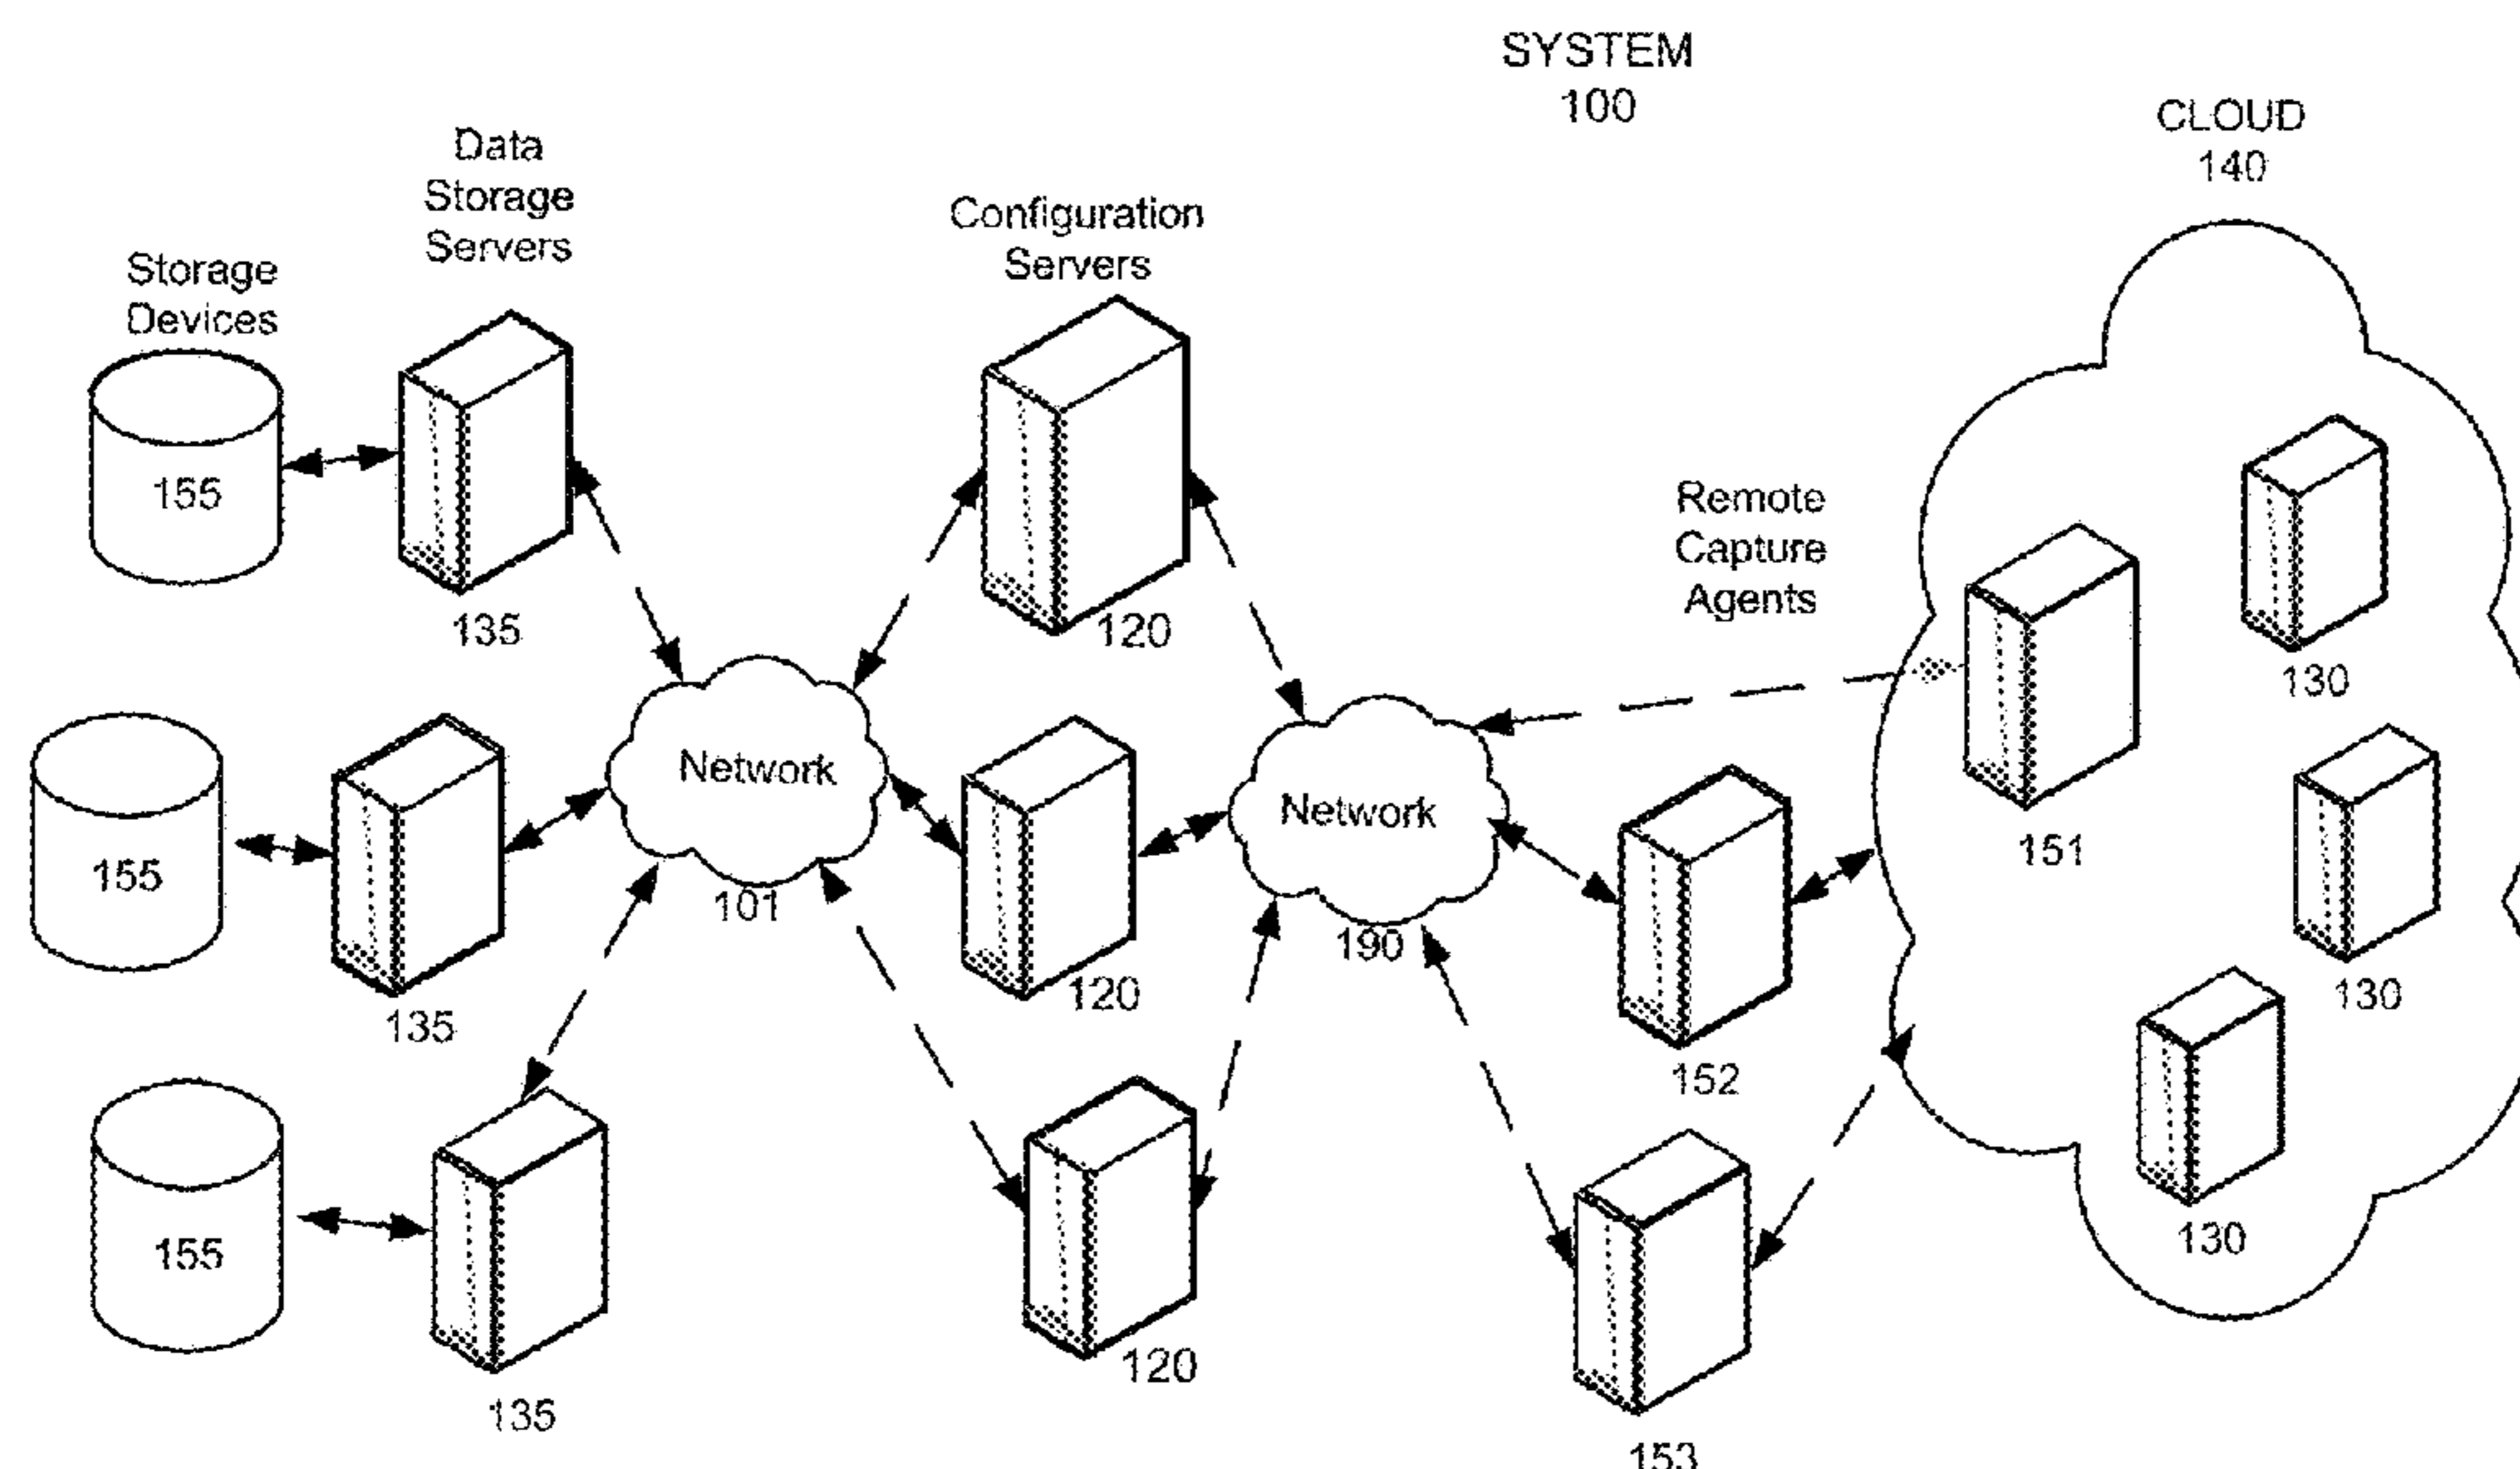 SYSTEM
100
CLOUD
140
Data
Storage
Servers
Configuration
Servers
Storage
Devices
Remote
Capture
Agents
155
135
120
130
151
Network
101
Network
190
155
135
120
152
130
155
135
120
153
130